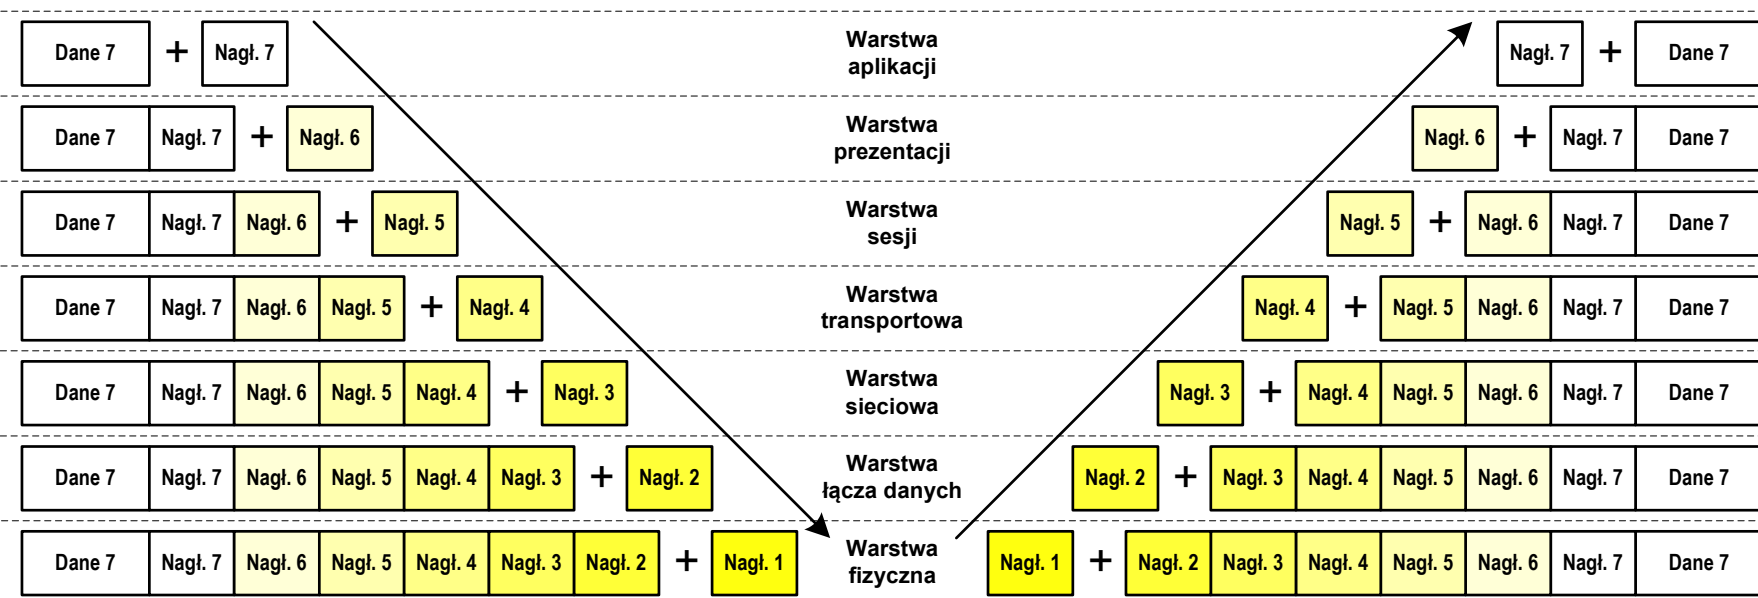 Dane 7 + Nagł. 7 Warstwa aplikacji Nagł. 7 + Dane 7
Dane 7 Nagł. 7 + Nagł. 6 Warstwa prezentacji Nagł. 6 + Nagł. 7 Dane 7
Dane 7 Nagł. 7 Nagł. 6 + Nagł. 5 Warstwa sesji Nagł. 5 + Nagł. 6 Nagł. 7 Dane 7
Dane 7 Nagł. 7 Nagł. 6 Nagł. 5 + Nagł. 4 Warstwa transportowa Nagł. 4 + Nagł. 5 Nagł. 6 Nagł. 7 Dane 7
Dane 7 Nagł. 7 Nagł. 6 Nagł. 5 Nagł. 4 + Nagł. 3 Warstwa sieciowa Nagł. 3 + Nagł. 4 Nagł. 5 Nagł. 6 Nagł. 7 Dane 7
Dane 7 Nagł. 7 Nagł. 6 Nagł. 5 Nagł. 4 Nagł. 3 + Nagł. 2 Warstwa łącza danych Nagł. 2 + Nagł. 3 Nagł. 4 Nagł. 5 Nagł. 6 Nagł. 7 Dane 7
Dane 7 Nagł. 7 Nagł. 6 Nagł. 5 Nagł. 4 Nagł. 3 Nagł. 2 + Nagł. 1 Warstwa fizyczna Nagł. 1 + Nagł. 2 Nagł. 3 Nagł. 4 Nagł. 5 Nagł. 6 Nagł. 7 Dane 7